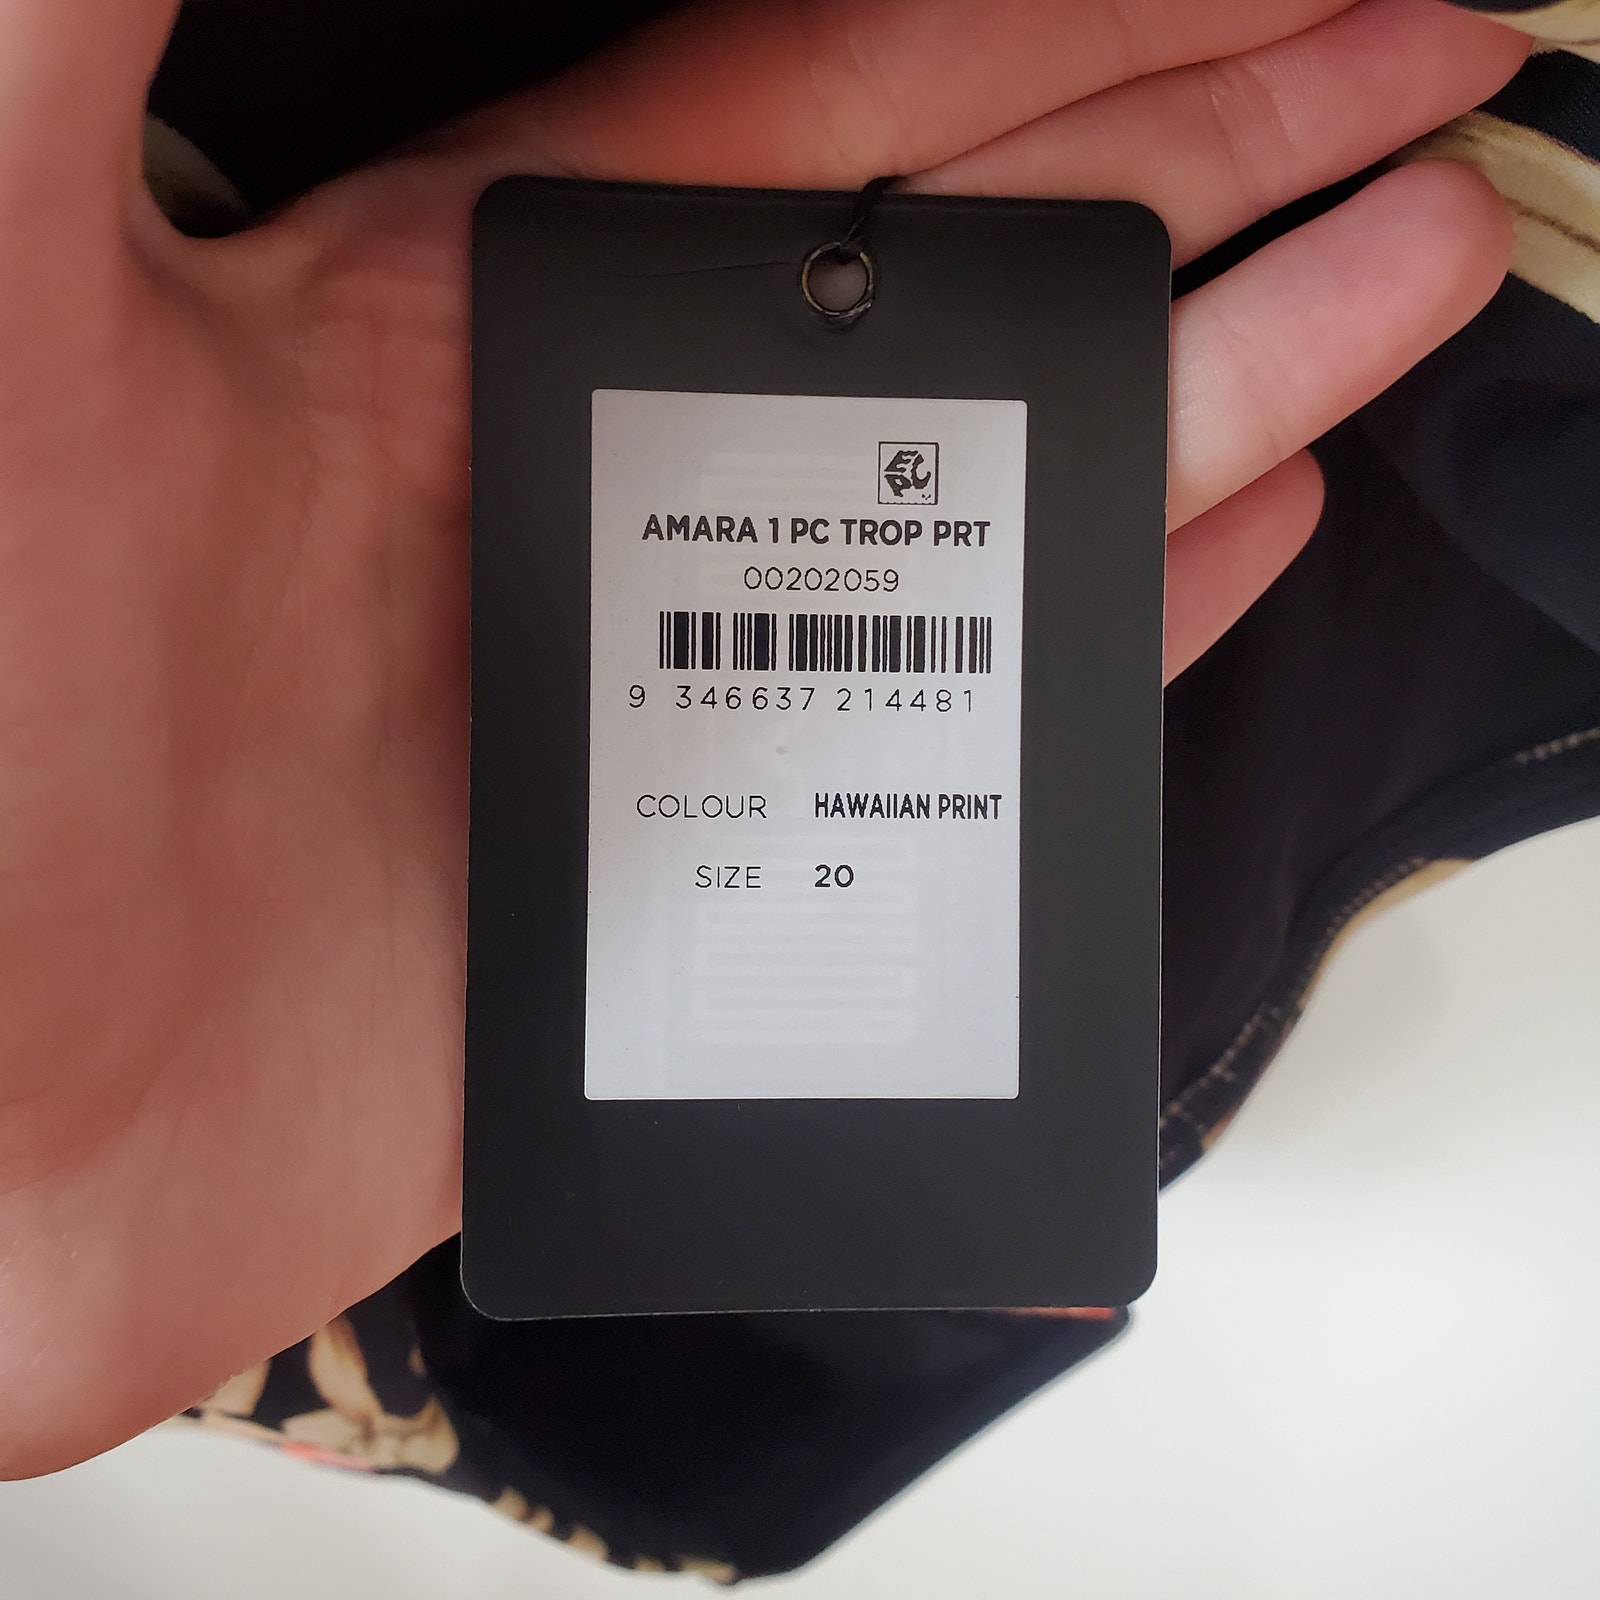 AMARA 1 PC TROP PRT
00202059
9 346637 214481
COLOUR HAWAIIAN PRINT
SIZE 20